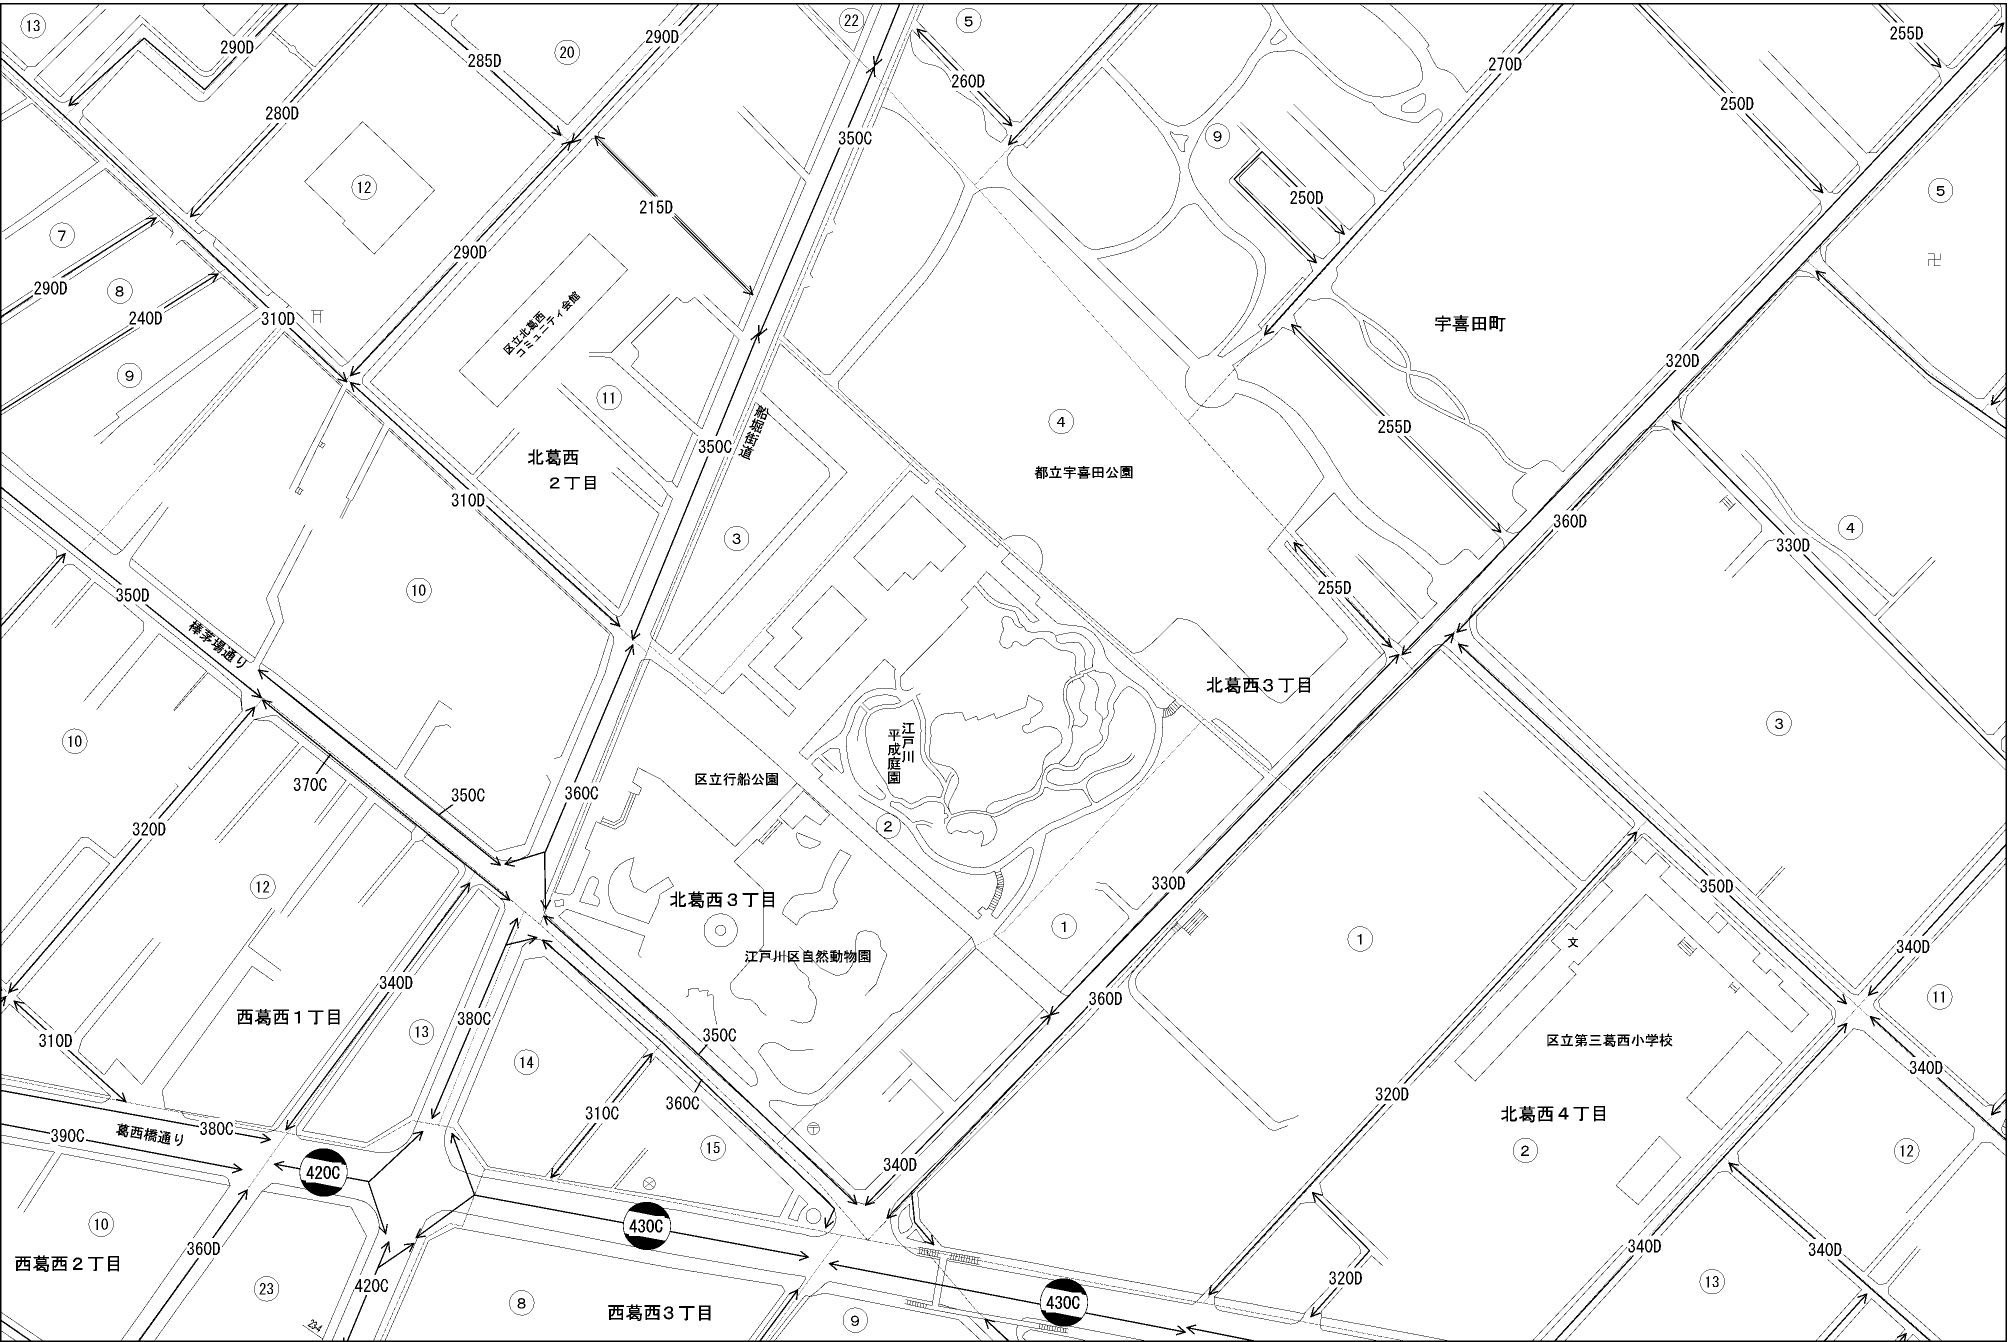 13
290D
285D
20
290D
22
5
260D
270D
255D
250D
280D
12
350C
9
250D
5
215D
7
290D
290D
8
240D
310D
9
区立北葛西
コミュニティ会館
11
船堀街道
350C
4
宇喜田町
320D
255D
都立宇喜田公園
北葛西
2丁目
310D
3
360D
330D
4
350D
棒茅場通り
10
255D
北葛西3丁目
3
10
370C
350C
360C
区立行船公園
江戸川
平成庭園
2
320D
12
北葛西3丁目
330D
350D
1
1
文
江戸川区自然動物園
340D
340D
11
西葛西1丁目
13
380C
360D
310D
14
350C
区立第三葛西小学校
340D
360C
310C
320D
北葛西4丁目
380C
390C
葛西橋通り
15
2
12
420C
340D
10
430C
360D
340D
340D
西葛西2丁目
420C
320D
13
23
8
西葛西3丁目
430C
9
23-4